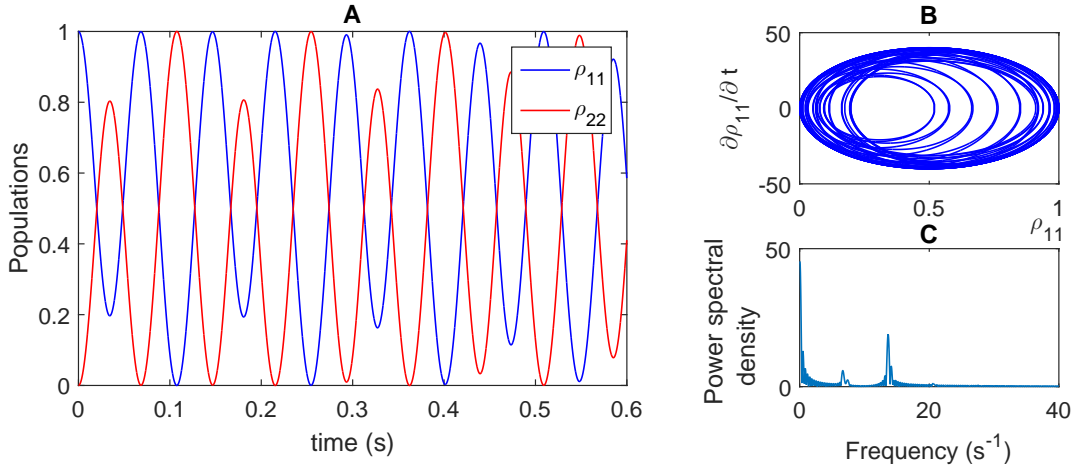 A
Populations
1
0.8
0.6
0.4
0.2
0
0 0.1 0.2 0.3 0.4 0.5 0.6
time (s)
ρ11
ρ22
B
∂ρ11/∂ t
50
0
-50
0 0.5 1
ρ11
C
Power spectral
density
50
0
0 20 40
Frequency (s-1)